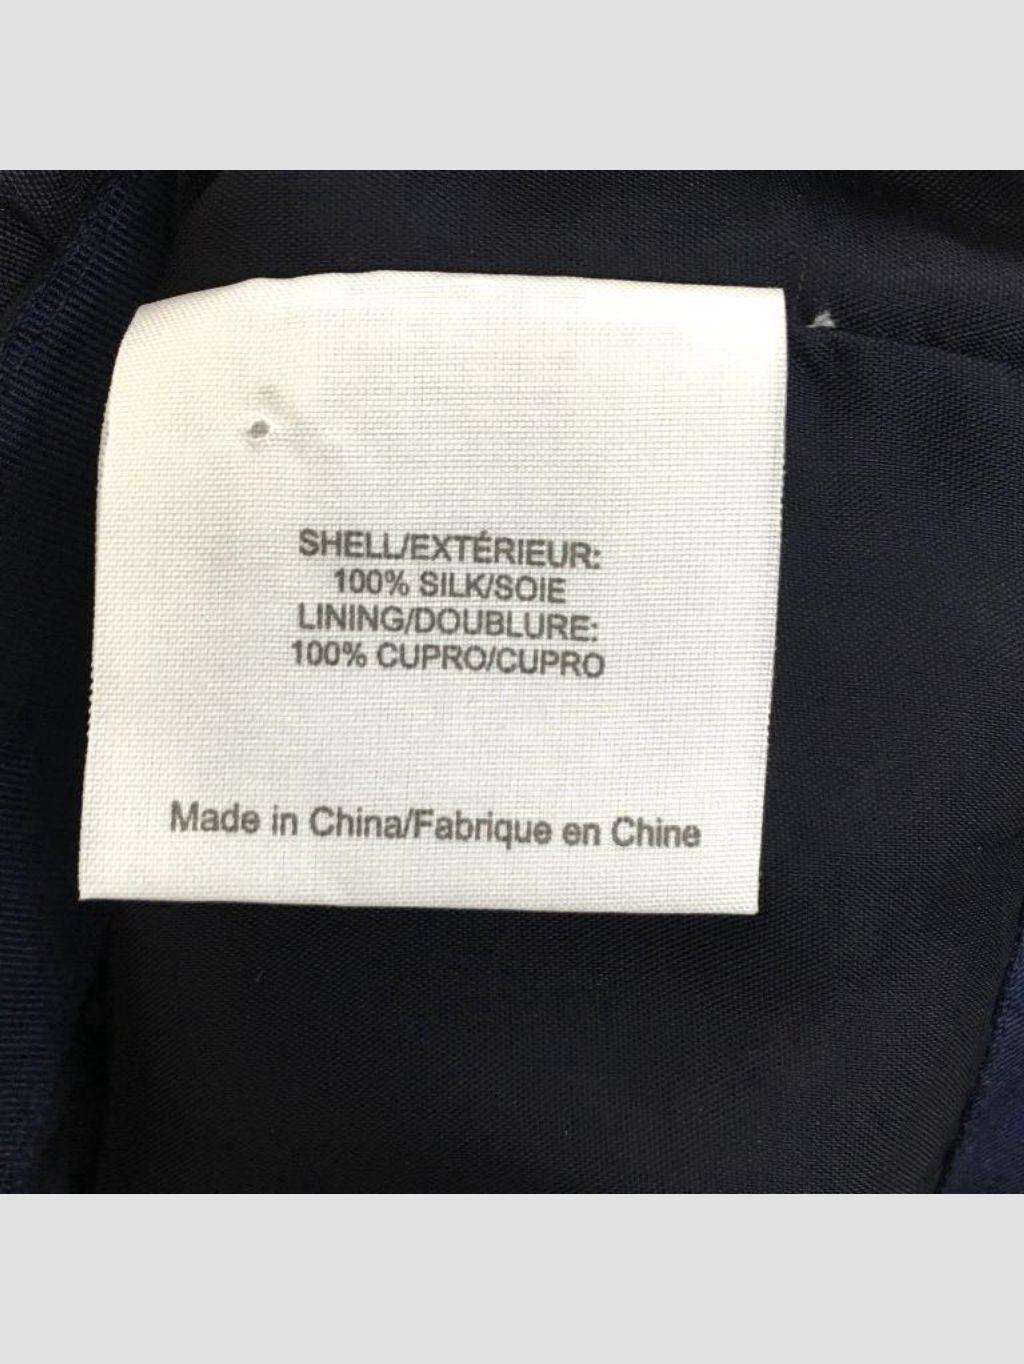 SHELL/EXTÉRIEUR:
100% SILK/SOIE
LINING/DOUBLURE:
100% CUPRO/CUPRO
Made in China/Fabrique en Chine